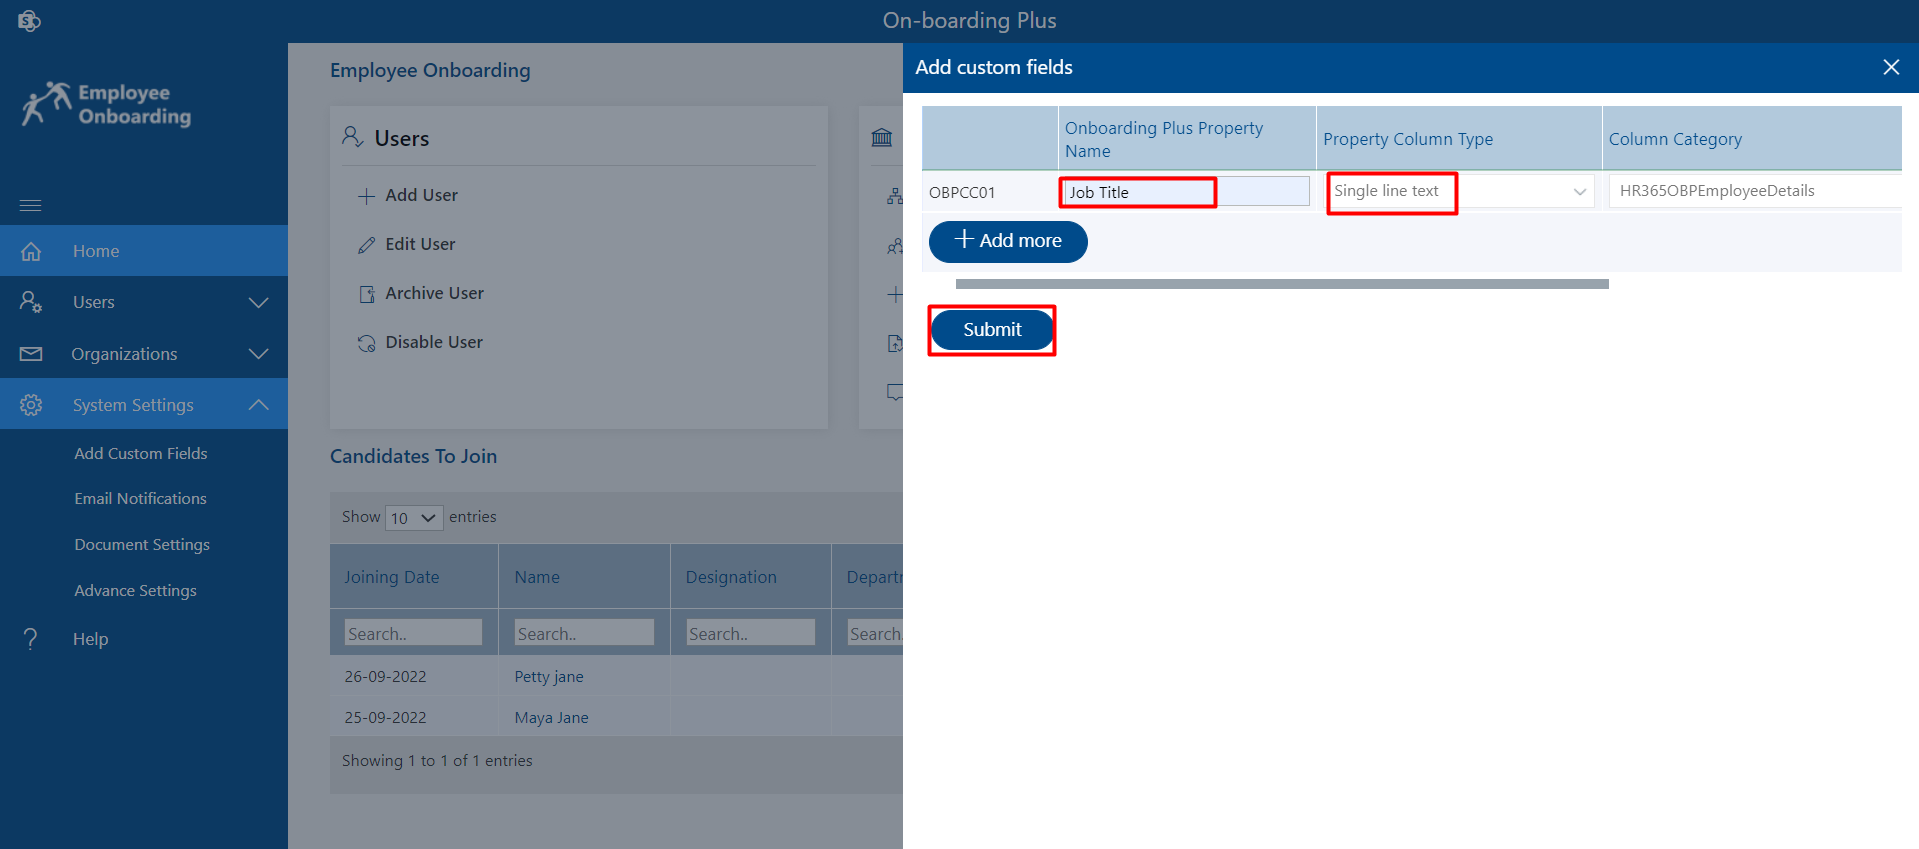 On-boarding Plus
Employee
Onboarding
Home
Users
Organizations
System Settings
Add Custom Fields
Email Notifications
Document Settings
Advance Settings
? Help
Employee Onboarding
Users
Add User
Edit User
Archive User
Disable User
Candidates To Join
Show 10 entries
Joining Date Name Designation Departr
Search.. Search.. Search.. Search.
26-09-2022 Petty jane
25-09-2022 Maya Jane
Showing 1 to 1 of 1 entries
Add custom fields
Onboarding Plus Property
Name
Property Column Type
Column Category
OBPCC01 Job Title Single line text HR365OBPEmployeeDetails
+ Add more
Submit